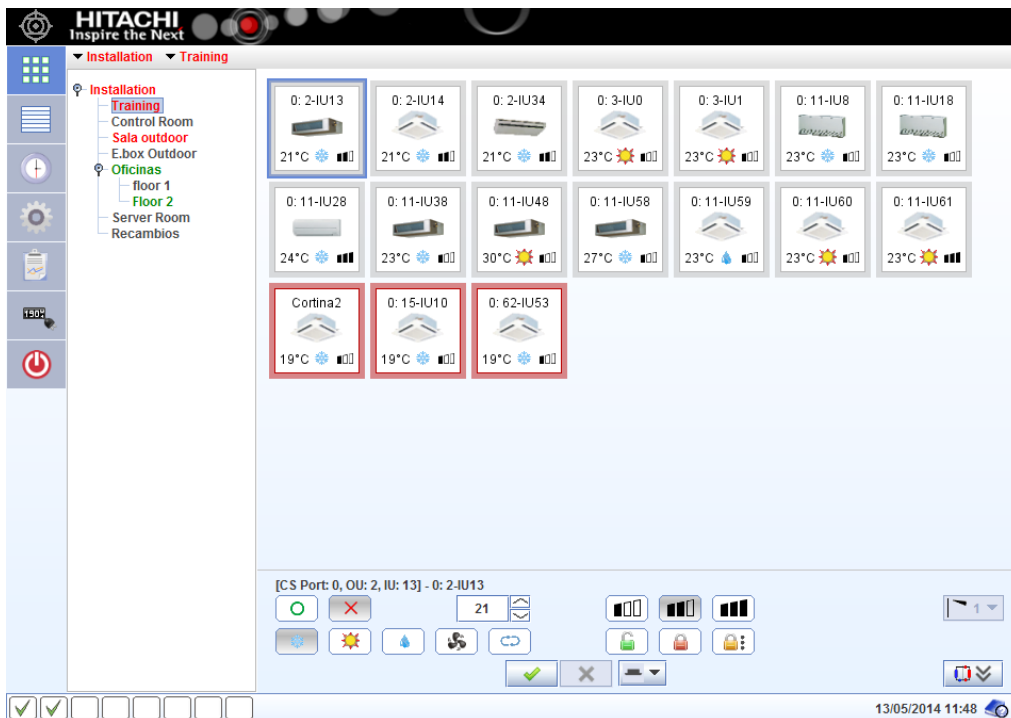 HITACHI
Inspire the Next
Installation Training
Installation
Training
Control Room
Sala outdoor
E.box Outdoor
Oficinas
floor 1
Floor 2
Server Room
Recambios
0: 2-IU13 0: 2-IU14 0: 2-IU34 0: 3-IU0 0: 3-IU1 0: 11-IU8 0: 11-IU18
21°C 21°C 21°C 23°C 23°C 23°C 23°C
0: 11-IU28 0: 11-IU38 0: 11-IU48 0: 11-IU58 0: 11-IU59 0: 11-IU60 0: 11-IU61
24°C 23°C 30°C 27°C 23°C 23°C 23°C
Cortina2 0: 15-IU10 0: 62-IU53
19°C 19°C 19°C
[CS Port: 0, OU: 2, IU: 13] - 0: 2-IU13
21
1
13/05/2014 11:48